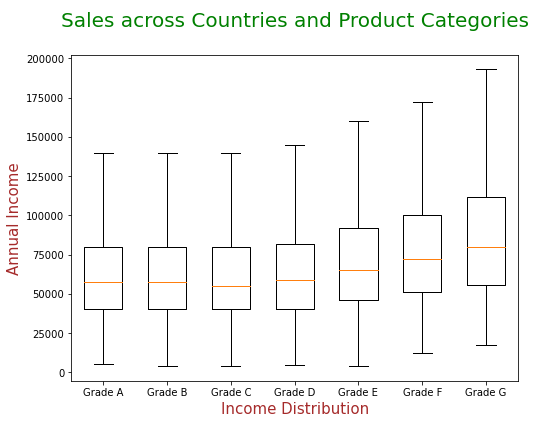 Sales across Countries and Product Categories
Annual Income
200000
175000
150000
125000
100000
75000
50000
25000
0
Grade A Grade B Grade C Grade D Grade E Grade F Grade G
Income Distribution